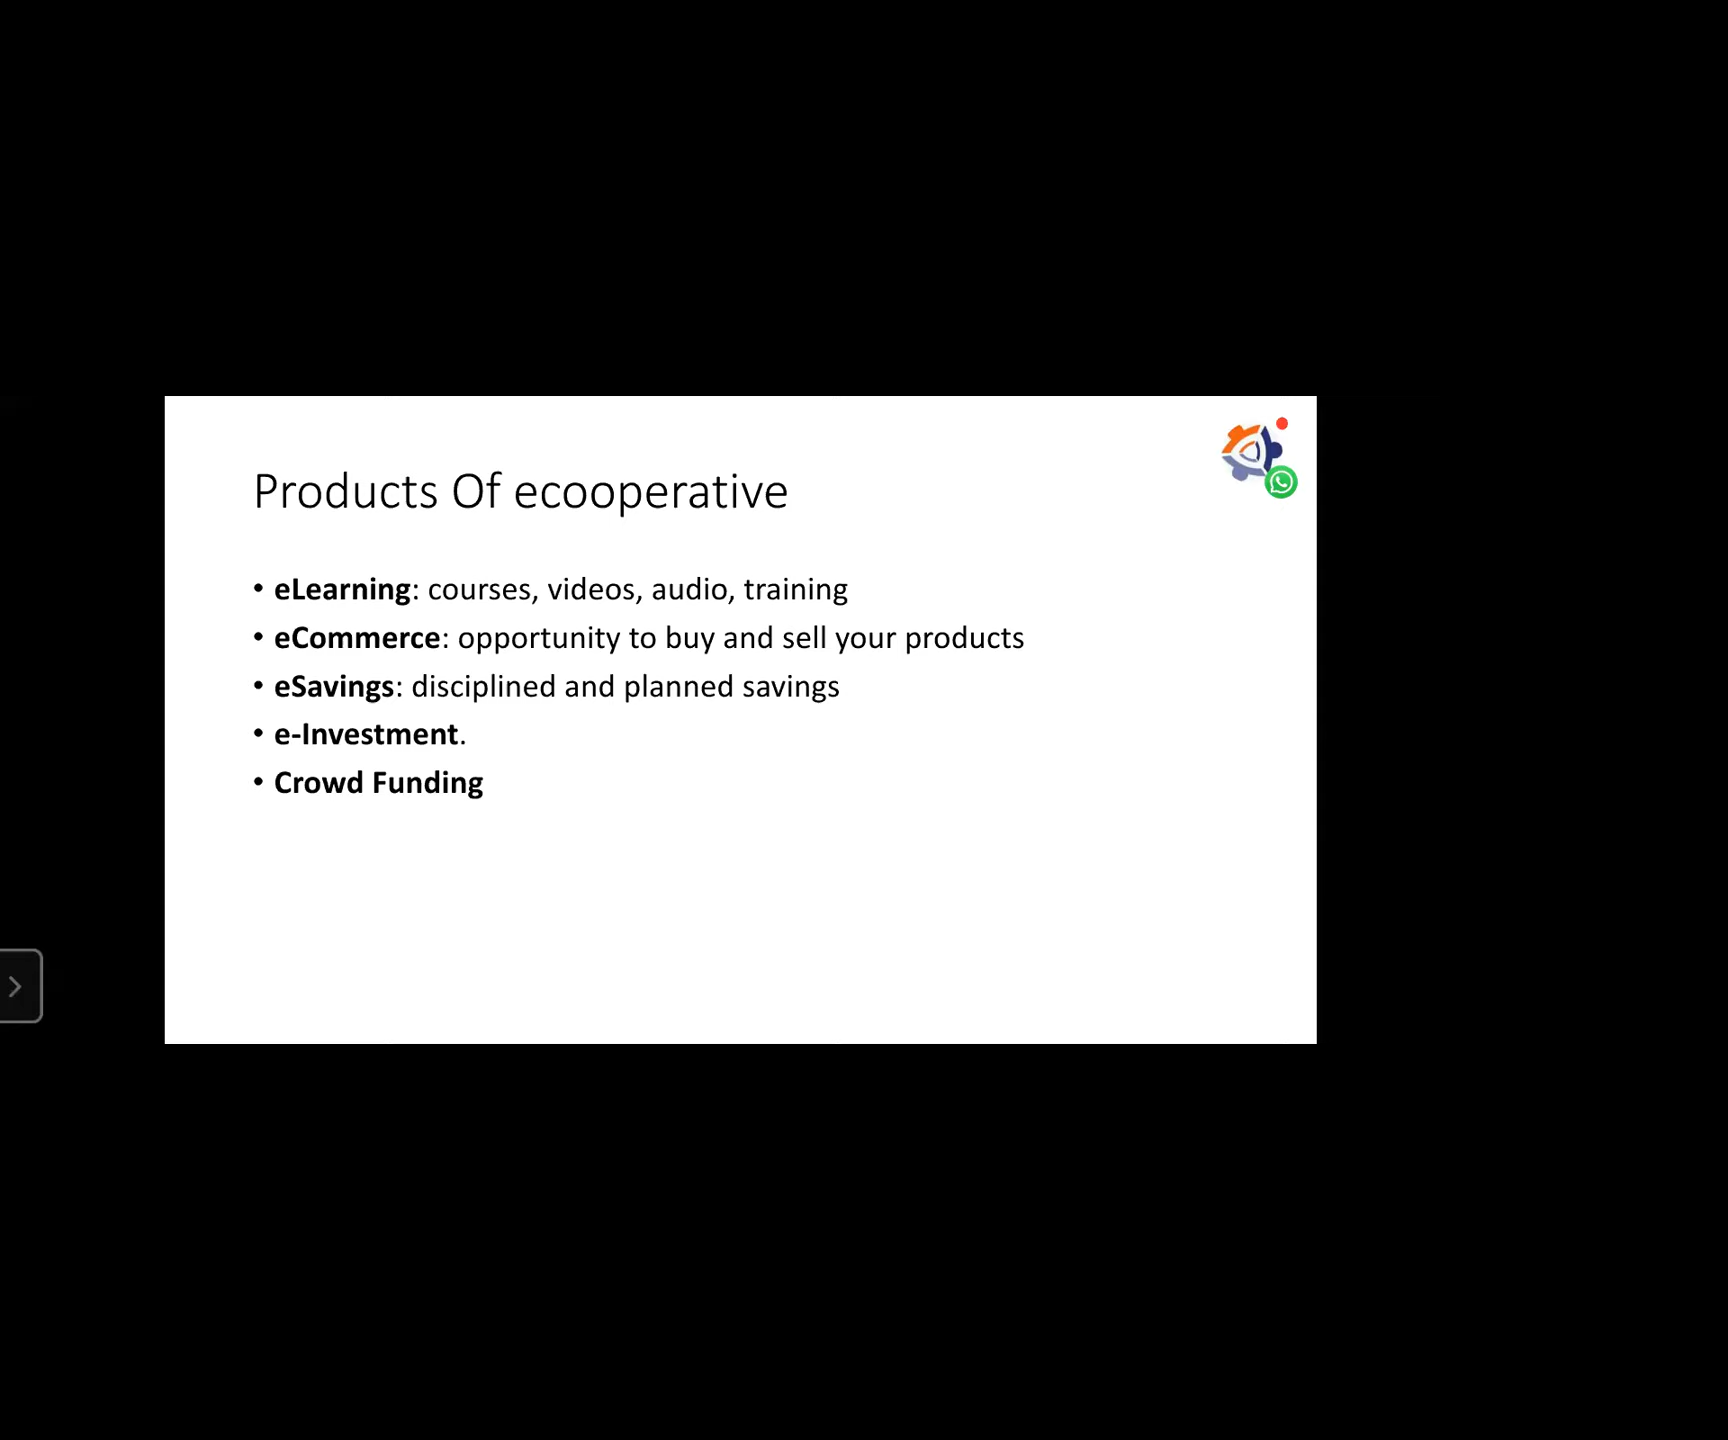 Products Of ecooperative
• eLearning: courses, videos, audio, training
• eCommerce: opportunity to buy and sell your products
• eSavings: disciplined and planned savings
• e-Investment.
• Crowd Funding